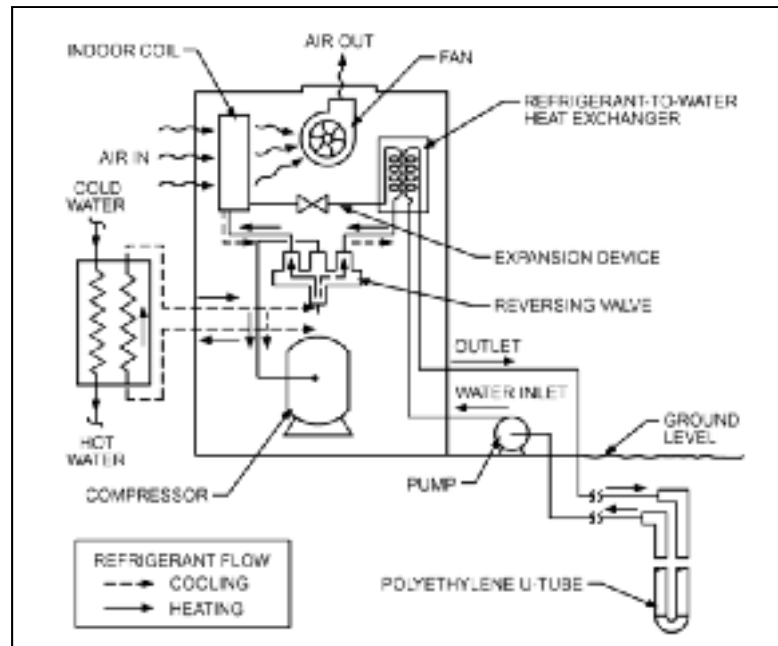 AIR OUT
INDOOR COIL
FAN
REFRIGERANT-TO-WATER
HEAT EXCHANGER
AIR IN
COLD
WATER
EXPANSION DEVICE
REVERSING VALVE
OUTLET
WATER INLET
GROUND
LEVEL
HOT
WATER
COMPRESSOR
PUMP
REFRIGERANT FLOW
COOLING
HEATING
POLYETHYLENE U-TUBE